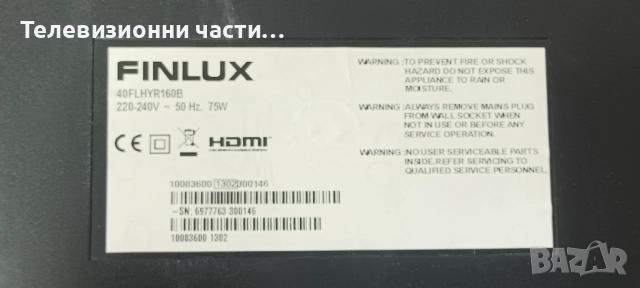 Телевизионни части....
FINLUX
40FLHYR160B
220-240V ~ 50 Hz. 75W
CE HDMI
10083600 1302 300146
-SN: 6977763 300146
10083600 1302
WARNING :TO PREVENT FIRE OR SHOCK
HAZARD DO NOT EXPOSE THIS
APPLIANCE TO RAIN OR
MOISTURE.
WARNING :ALWAYS REMOVE MAINS PLUG
FROM WALL SOCKET WHEN
IN USE OR BEFORE ANY
SERVICE OPERATION.
WARNING :NO USER SERVICEABLE PARTS
INSIDE.REFER SERVICING TO
QUALIFIED SERVICE PERSONNEL.
BAZAR